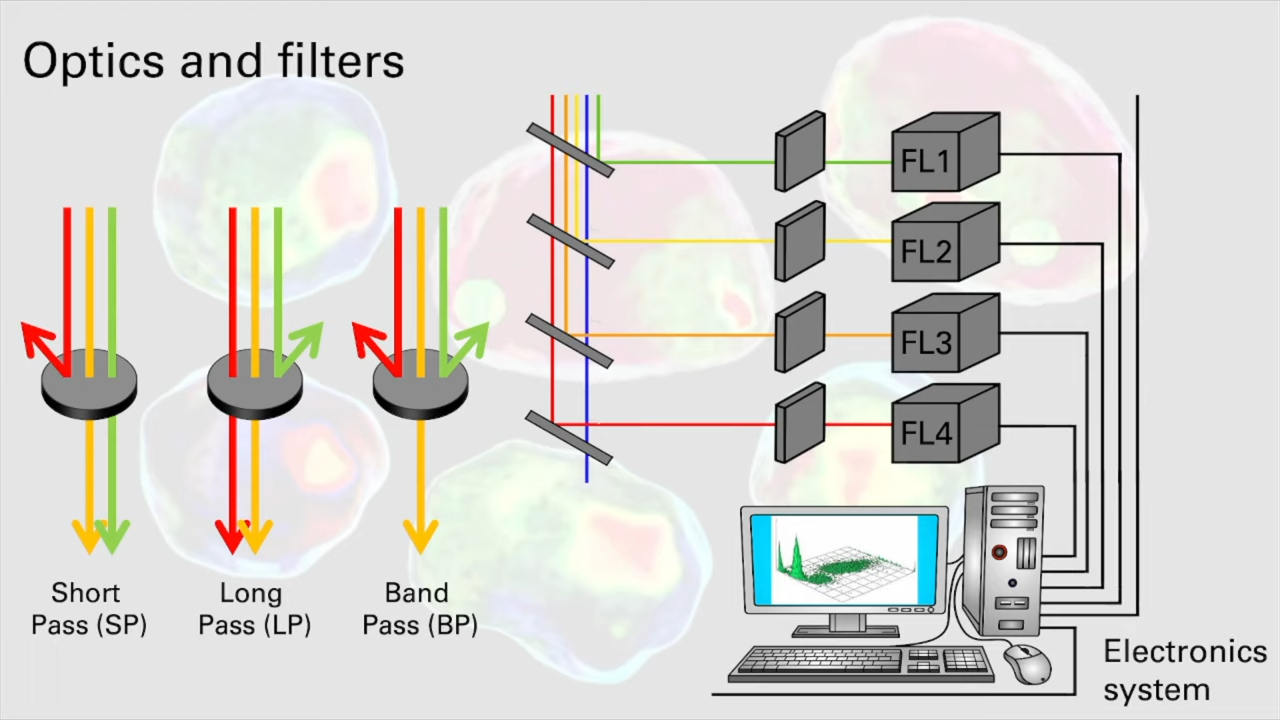 Optics and filters
FL1
FL2
FL3
FL4
Short
Pass (SP)
Long
Pass (LP)
Band
Pass (BP)
Electronics
system